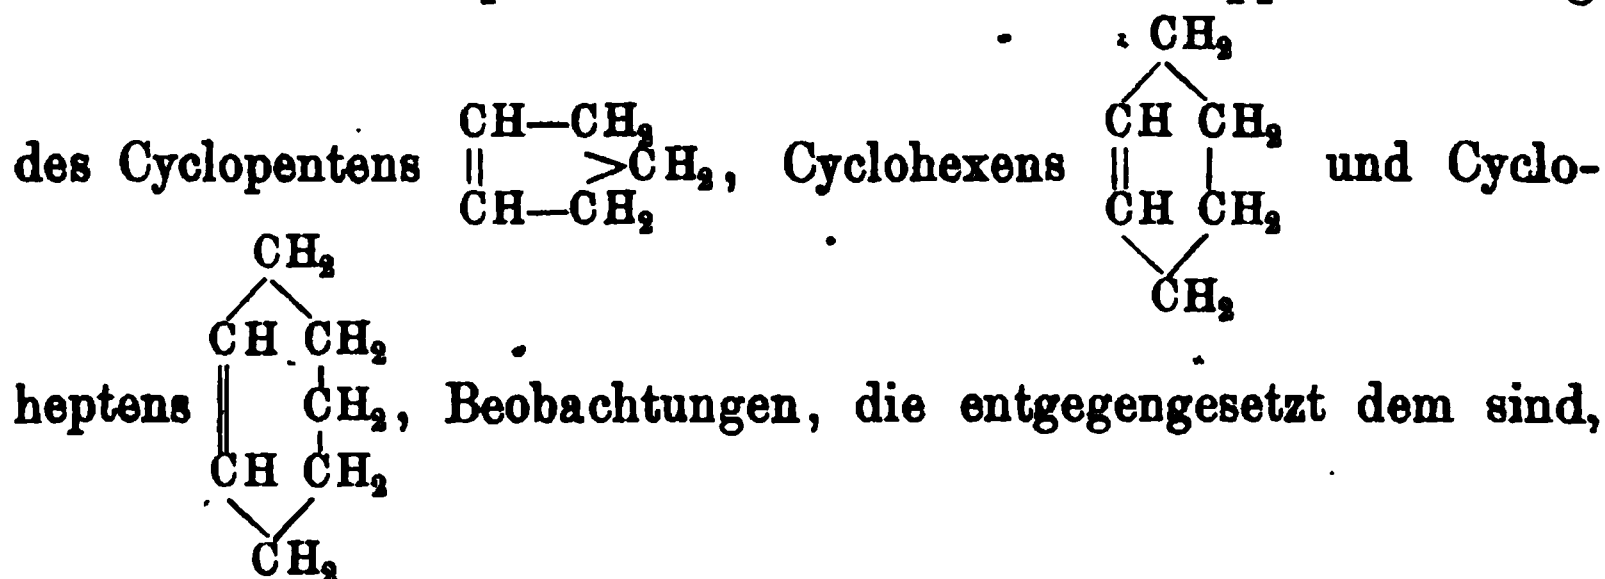 CH₂
CH—CH₂ CH CH₂
des Cyclopentens || >CH₂, Cyclohexens || | und Cyclo-
CH—CH₂ CH CH₂
CH₂ CH₂
CH CH₂
heptens || CH₂, Beobachtungen, die entgegengesetzt dem sind,
CH CH₂
CH₂